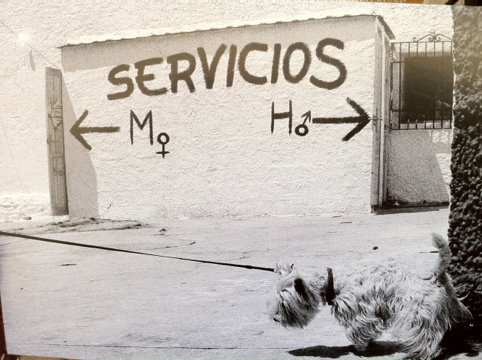 SERVICIOS
← M♀ H♂ →